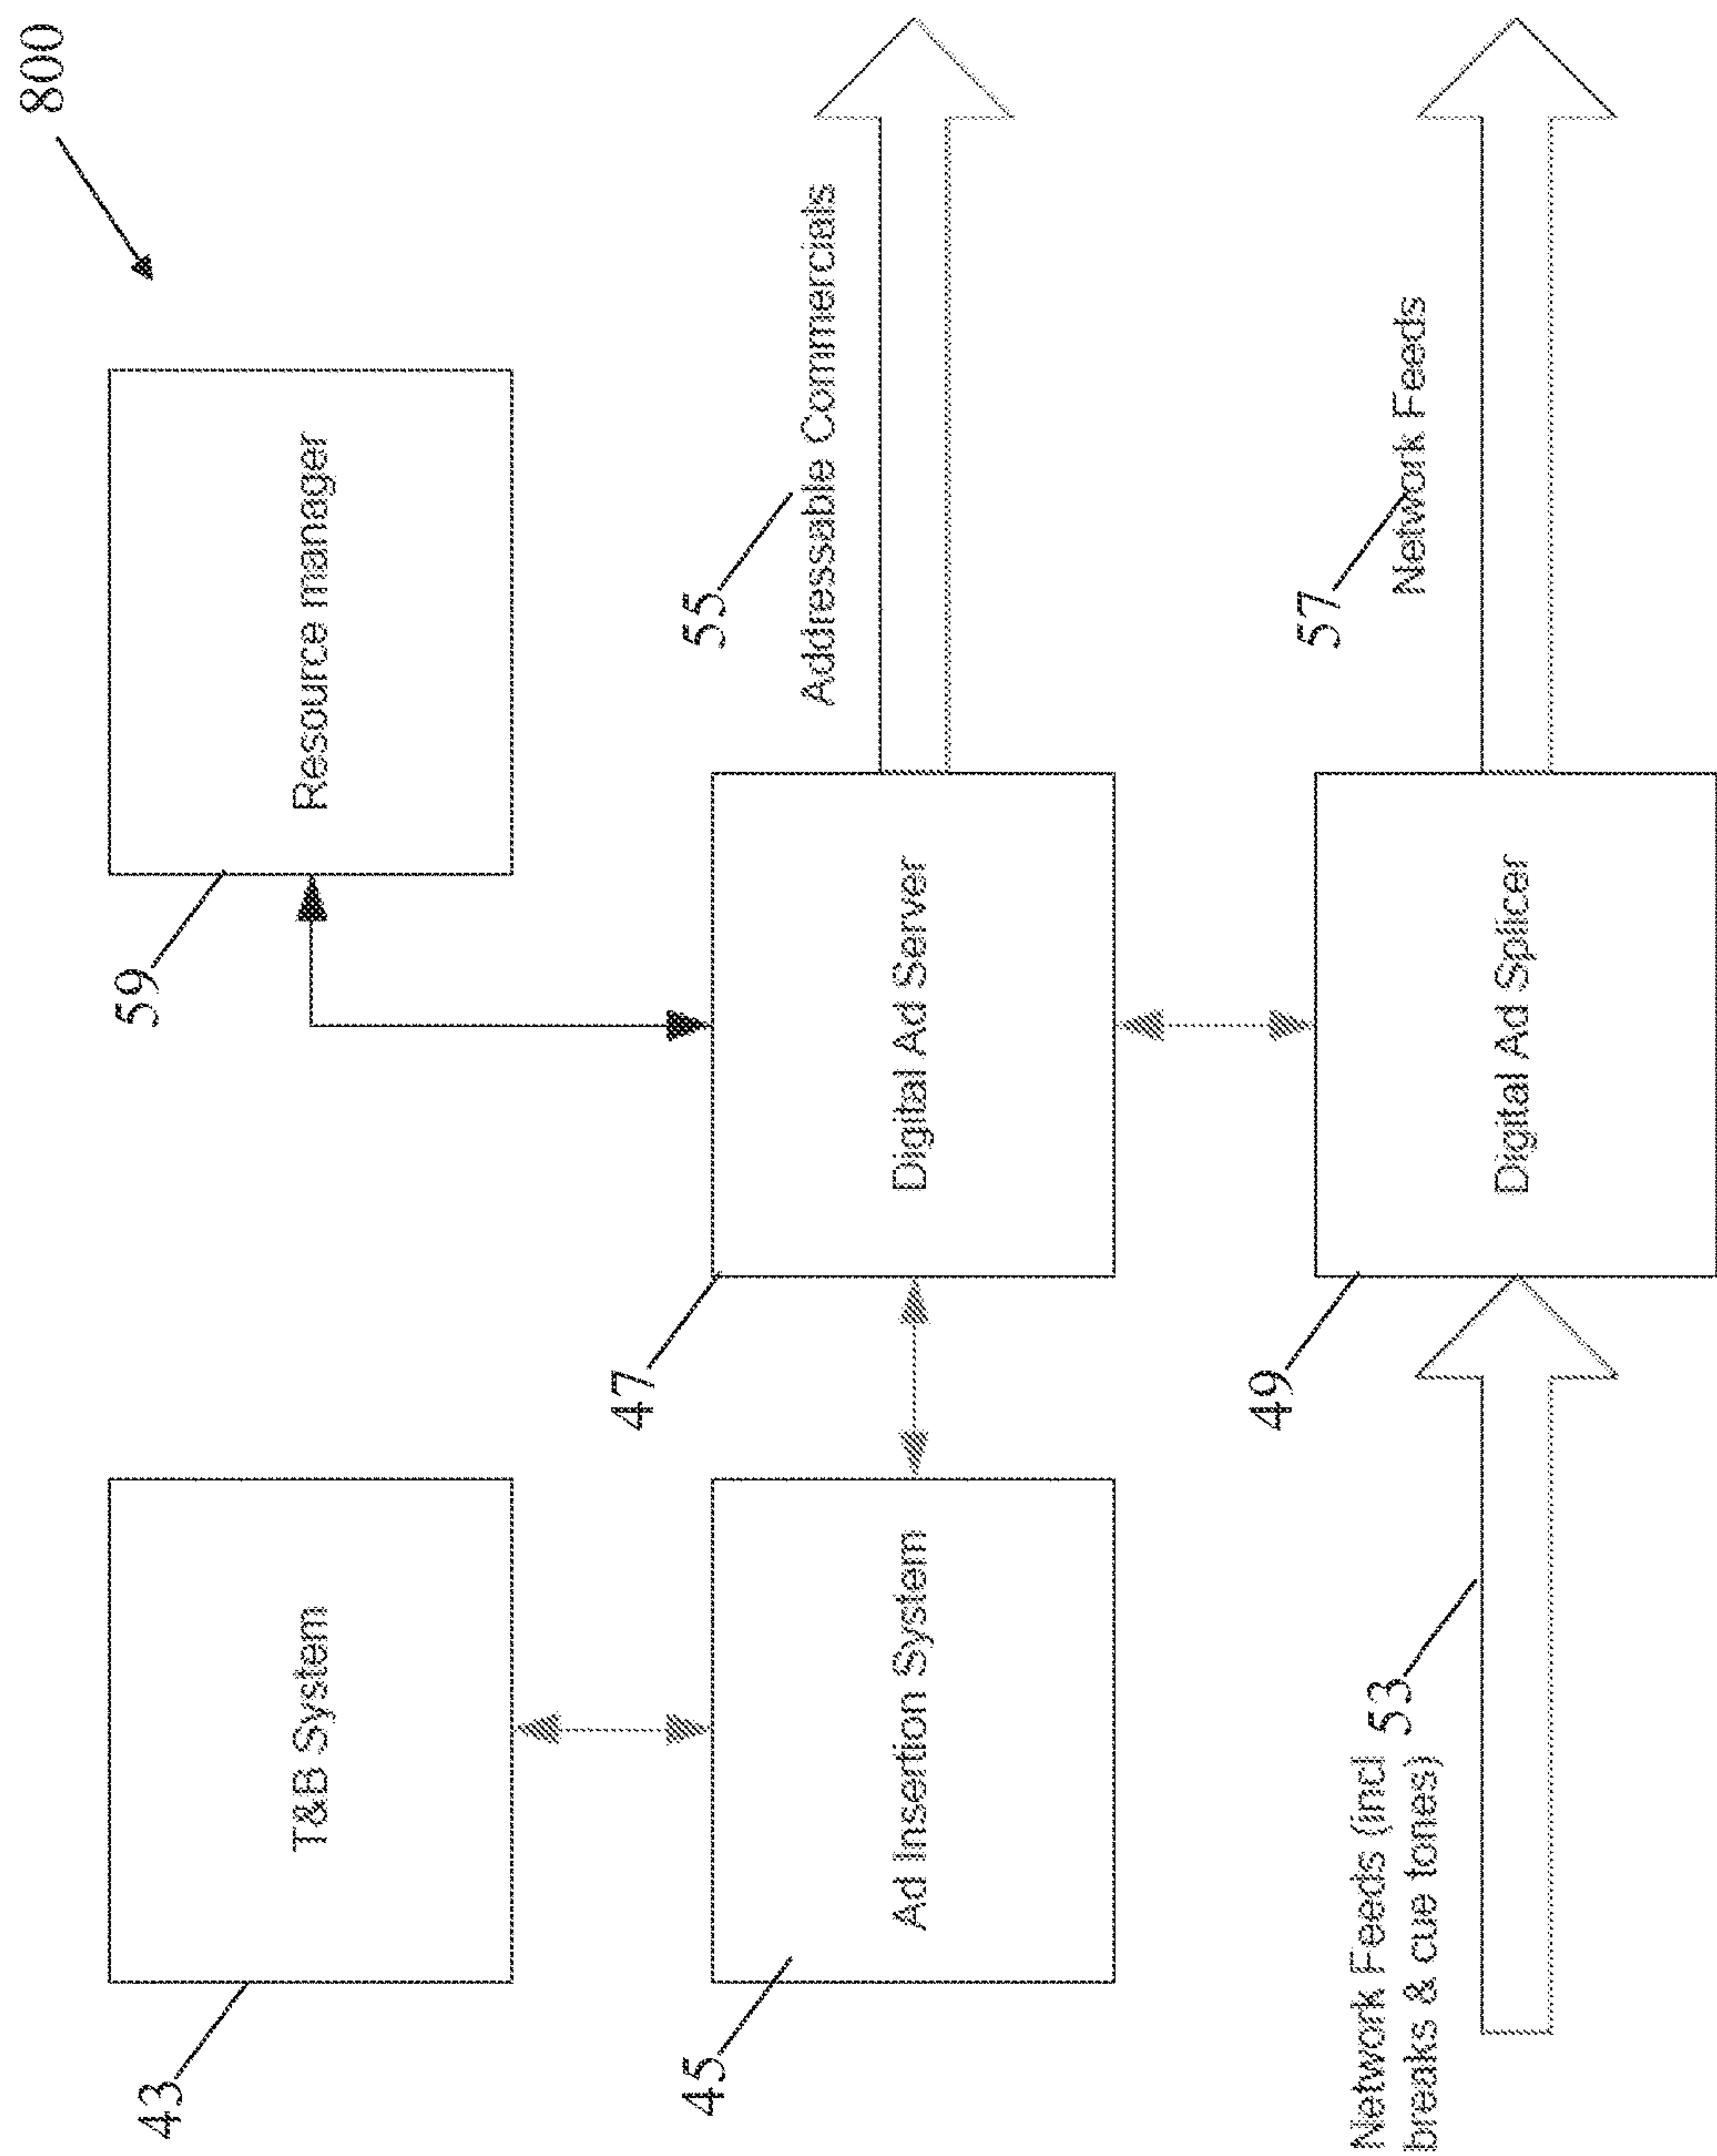 800
59
43
T&B System
Resource manager
47
45
55
Addressable Commercials
Ad Insertion System
Digital Ad Server
49
57
Network Feeds (incl
breaks & cue tones)
53
Network Feeds
Digital Ad Splicer